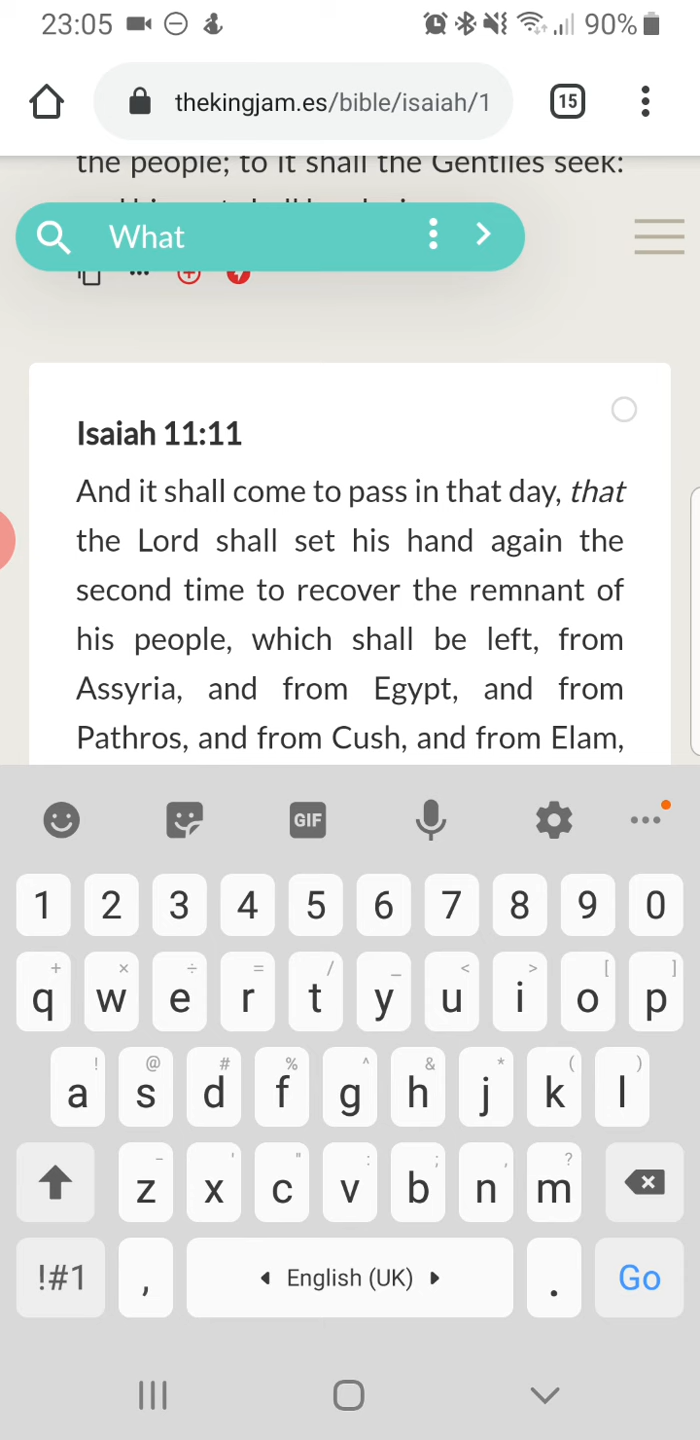 23:05 90%
thekingjam.es/bible/isaiah/1 15
the people; to it shall the Gentiles seek:
What
Isaiah 11:11
And it shall come to pass in that day, that
the Lord shall set his hand again the
second time to recover the remnant of
his people, which shall be left, from
Assyria, and from Egypt, and from
Pathros, and from Cush, and from Elam,
GIF
1 2 3 4 5 6 7 8 9 0
+ × ÷ = / _ < > [ ]
q w e r t y u i o p
! @ # % ^ & * ( )
a s d f g h j k l
- ' " : ; , ?
z x c v b n m
!#1 , English (UK) . Go